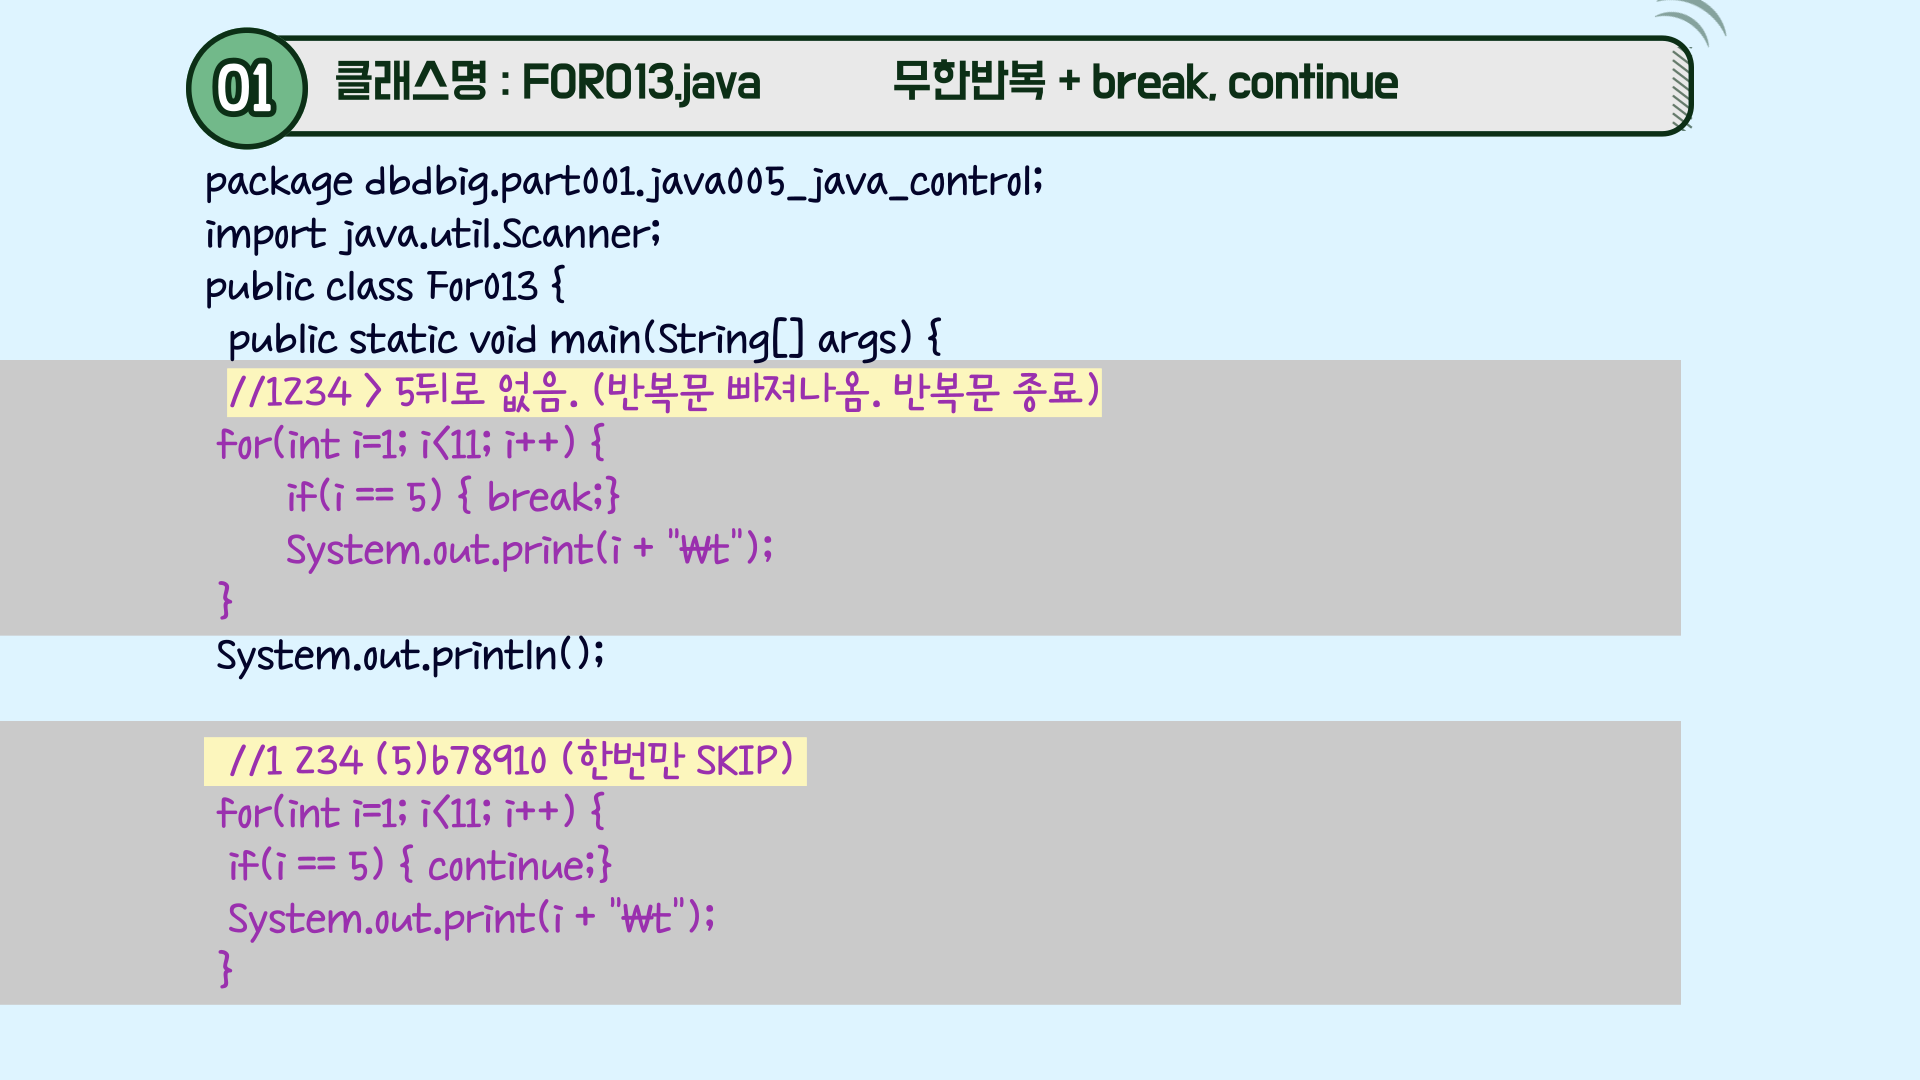 01 클래스명 : FOR013.java 무한반복 + break, continue
package dbdbig.part001.java005_java_control;
import java.util.Scanner;
public class For013 {
public static void main(String[] args) {
//1234 > 5뒤로 없음. (반복문 빠져나옴. 반복문 종료)
for(int i=1; i<11; i++) {
if(i == 5) { break;}
System.out.print(i + "₩t");
}
System.out.println();
//1 234 (5)678910 (한번만 SKIP)
for(int i=1; i<11; i++) {
if(i == 5) { continue;}
System.out.print(i + "₩t");
}